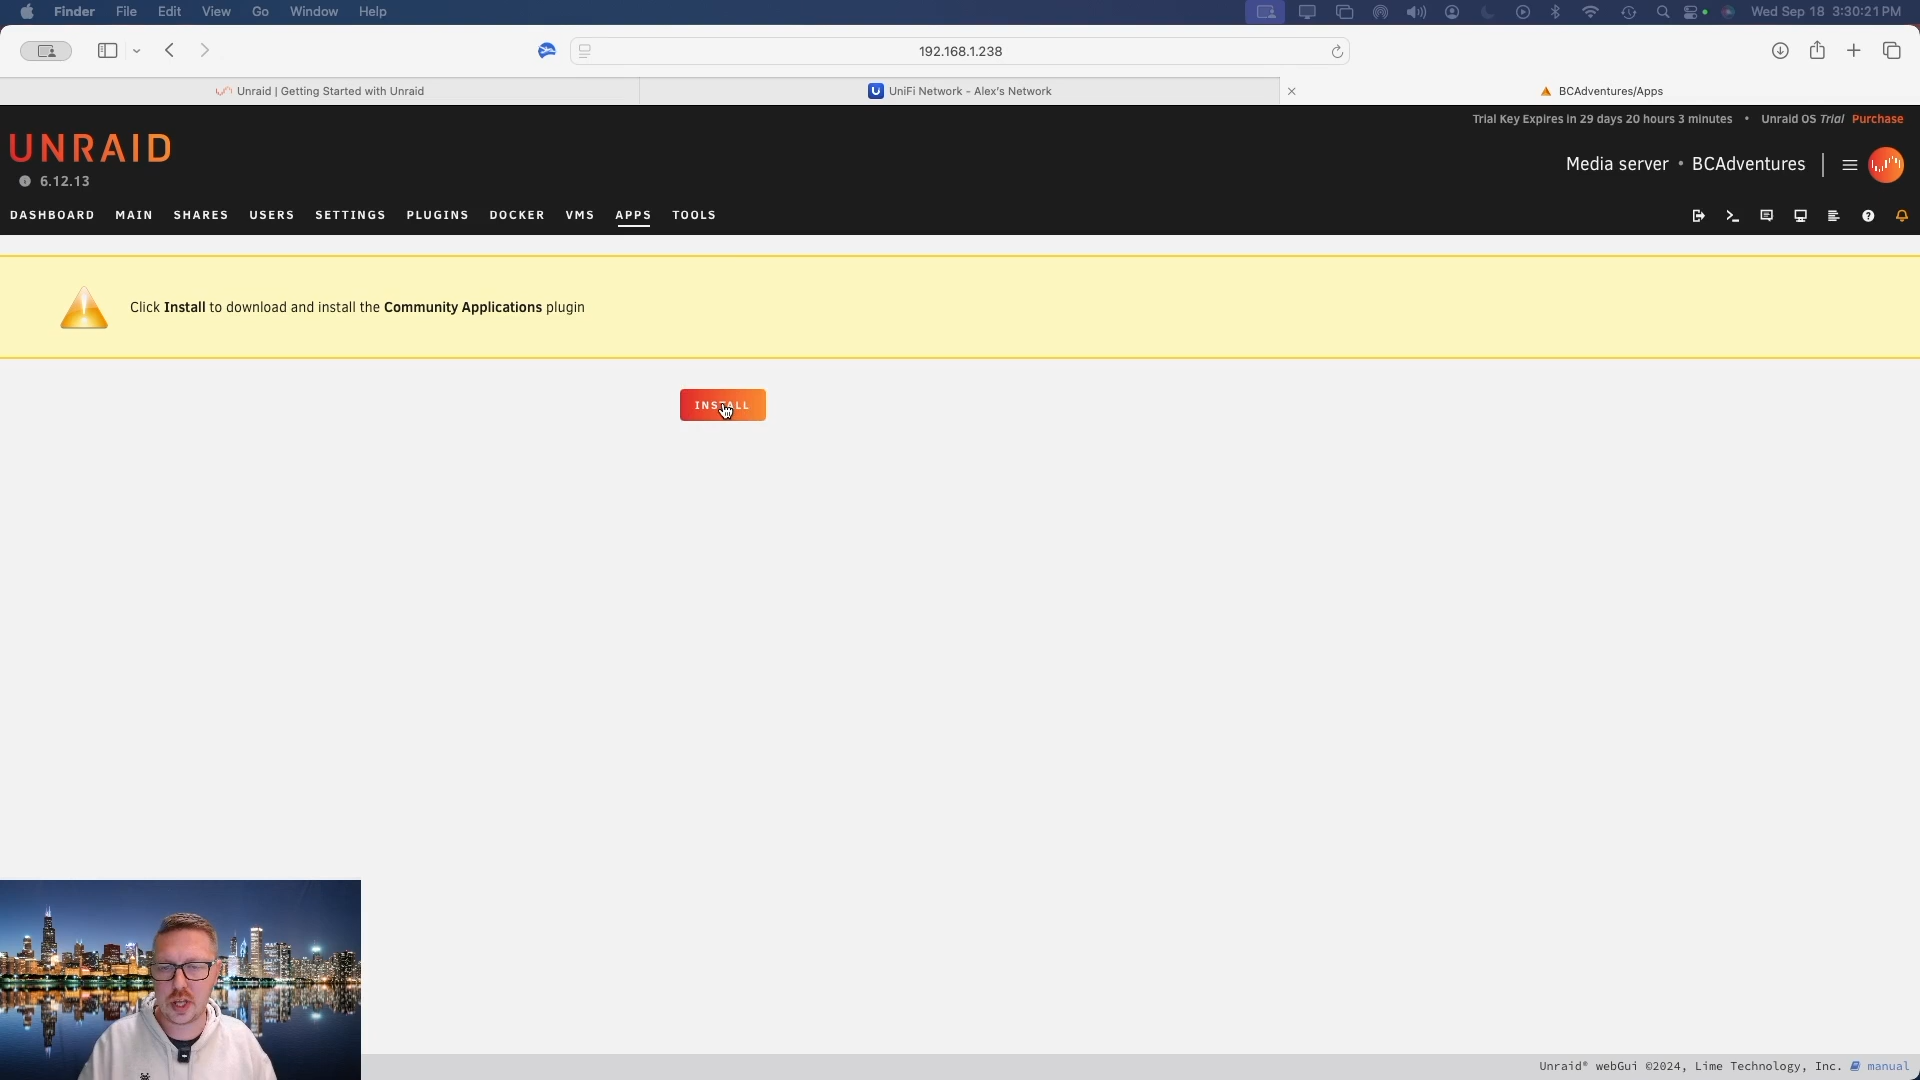 Finder File Edit View Go Window Help Wed Sep 18 3:30:21 PM
192.168.1.238
Unraid | Getting Started with Unraid
U UniFi Network - Alex's Network
BCAdventures/Apps
Trial Key Expires in 29 days 20 hours 3 minutes • Unraid OS Trial Purchase
UNRAID
Media server • BCAdventures
6.12.13
DASHBOARD MAIN SHARES USERS SETTINGS PLUGINS DOCKER VMS APPS TOOLS
Click Install to download and install the Community Applications plugin
INSTALL
Unraid® webGui ©2024, Lime Technology, Inc. manual